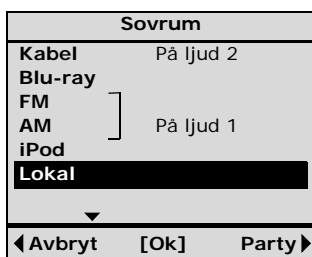 Sovrum
Kabel På ljud 2
Blu-ray
FM
AM På ljud 1
iPod
Lokal
Avbryt [Ok] Party